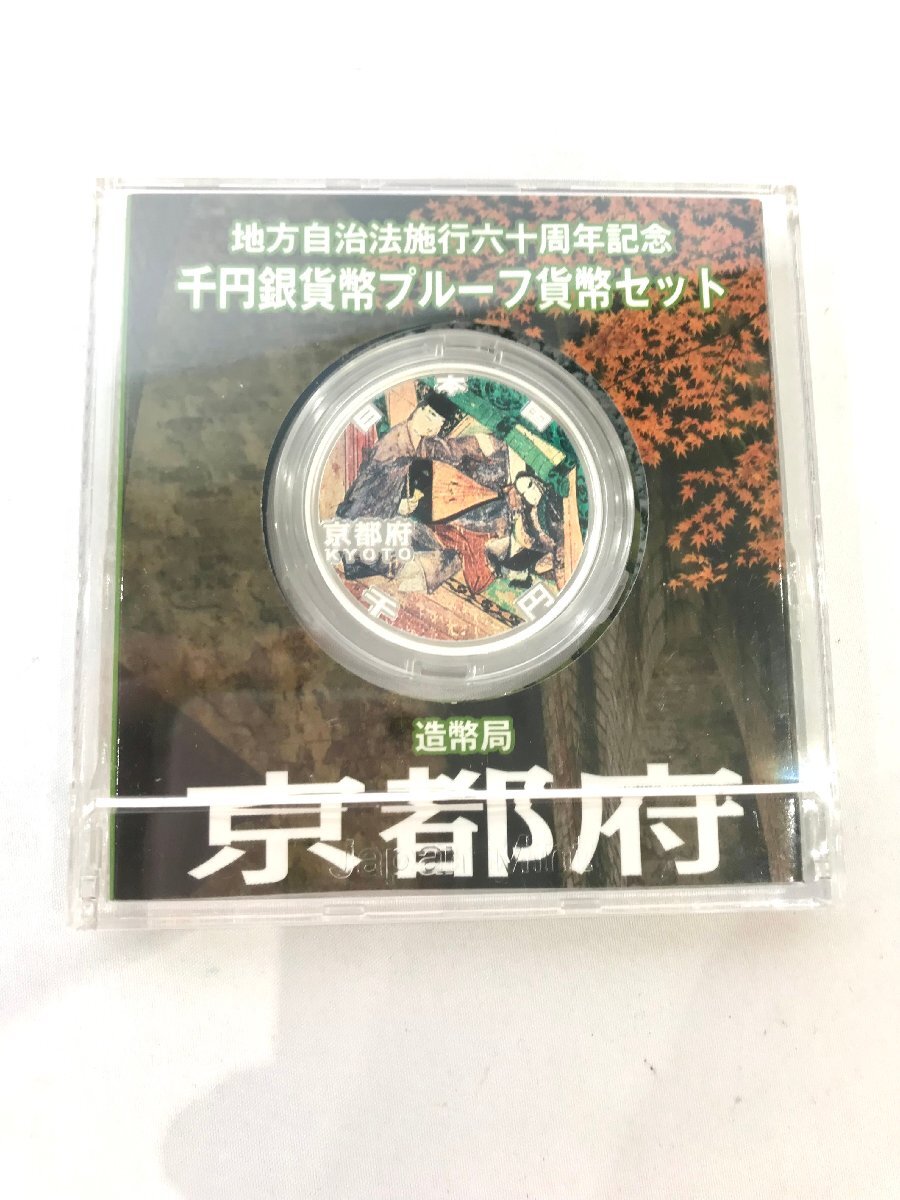 地方自治法施行六十周年記念
千円銀貨幣プルーフ貨幣セット
日本国
京都府
KYOTO
千円
造幣局
京都府
Japan Mint